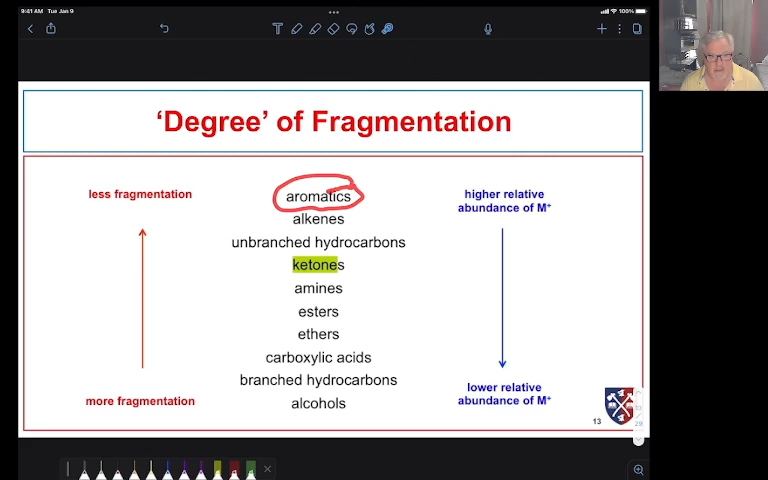 9:41 AM Tue Jan 9
100%
'Degree' of Fragmentation
less fragmentation
aromatics
higher relative
abundance of M⁺
alkenes
unbranched hydrocarbons
ketones
amines
esters
ethers
carboxylic acids
branched hydrocarbons
alcohols
more fragmentation
lower relative
abundance of M⁺
13
29